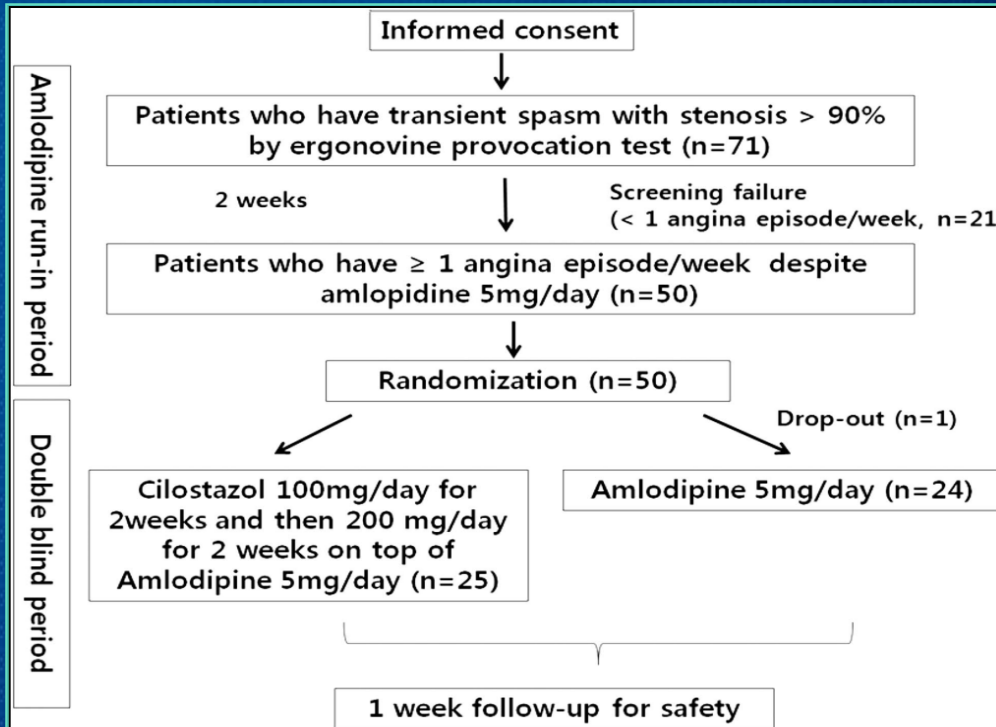 Informed consent
Amlodipine run-in period
Patients who have transient spasm with stenosis > 90%
by ergonovine provocation test (n=71)
2 weeks
Screening failure
(< 1 angina episode/week, n=21
Patients who have ≥ 1 angina episode/week despite
amlopidine 5mg/day (n=50)
Randomization (n=50)
Double blind period
Drop-out (n=1)
Cilostazol 100mg/day for
2weeks and then 200 mg/day
for 2 weeks on top of
Amlodipine 5mg/day (n=25)
Amlodipine 5mg/day (n=24)
1 week follow-up for safety